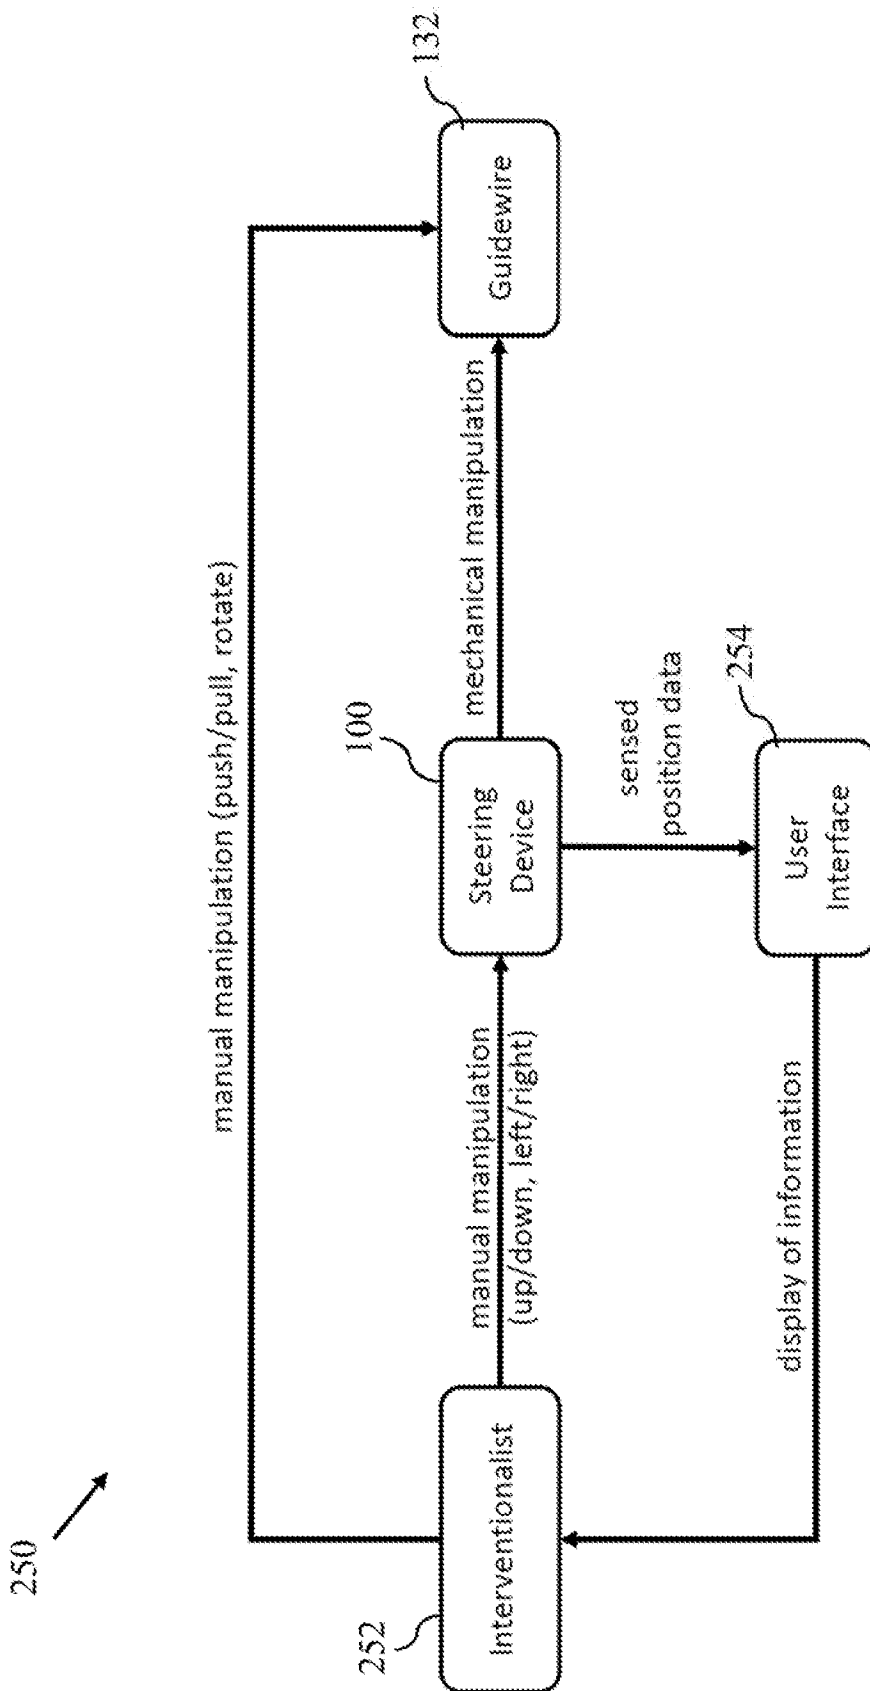 250
manual manipulation (push/pull, rotate)
252
Interventionalist
manual manipulation
(up/down, left/right)
100
Steering
Device
mechanical manipulation
132
Guidewire
sensed
position data
254
User
Interface
display of information